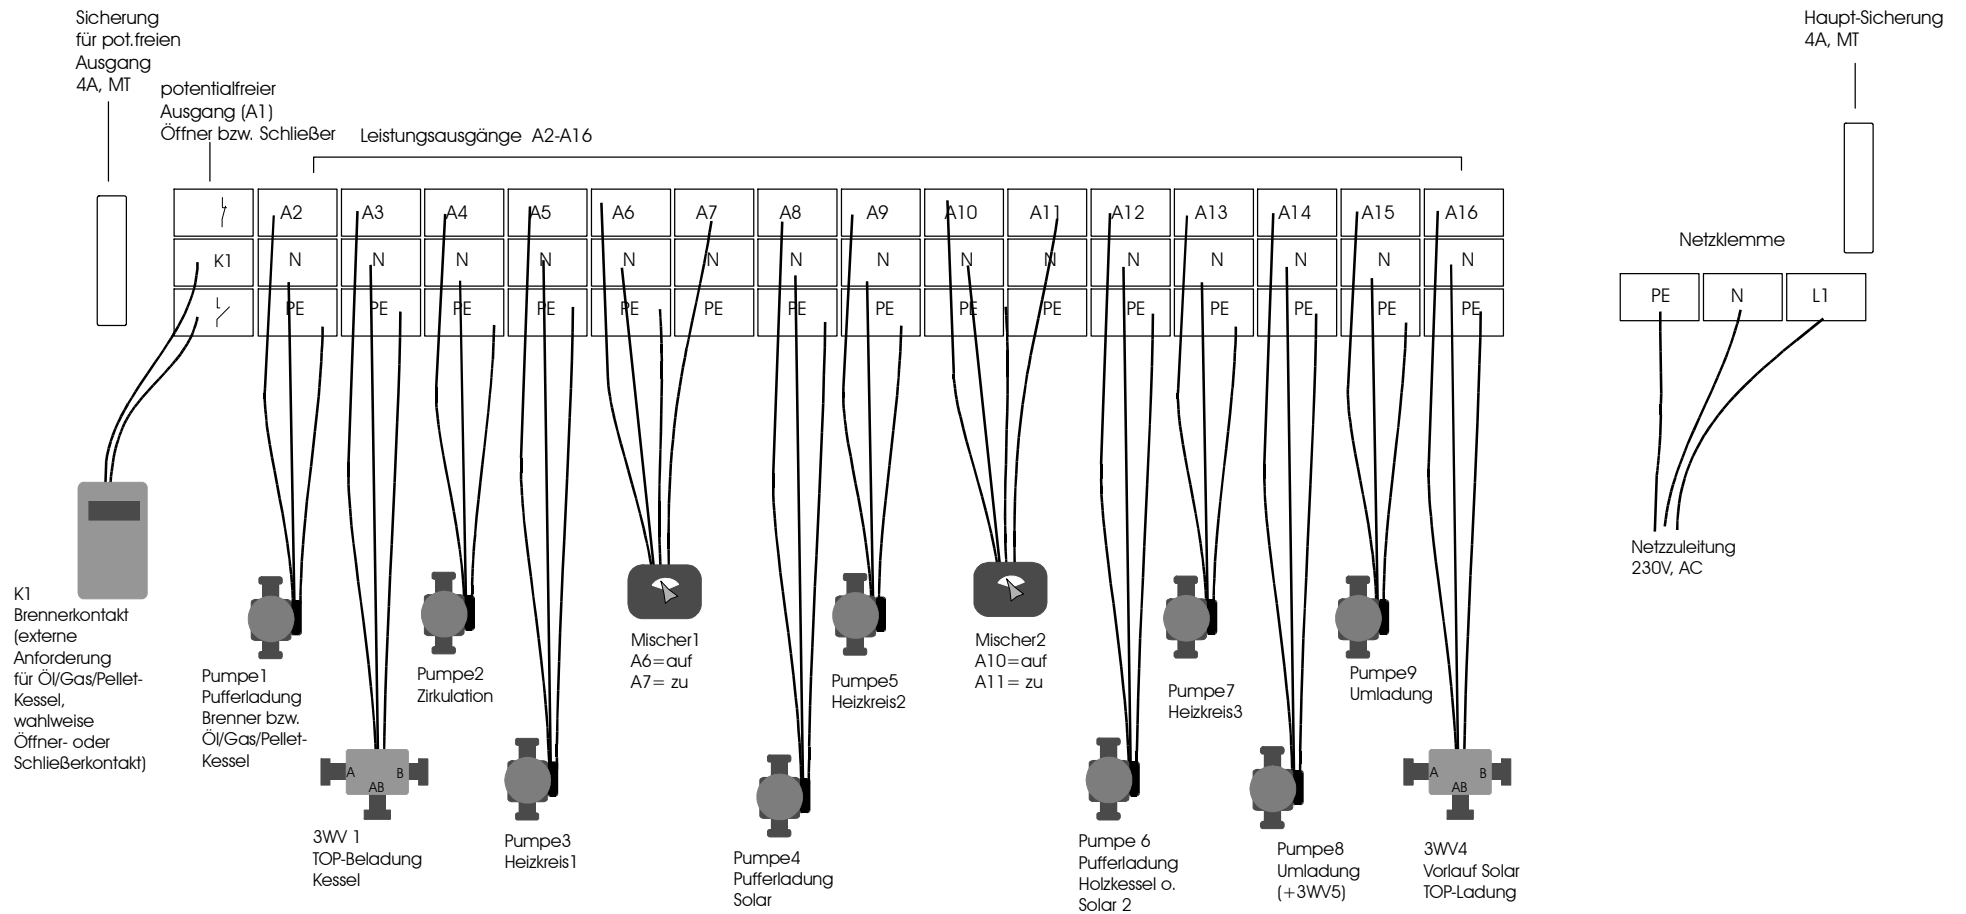 Sicherung
für pot.freien
Ausgang
4A, MT
potentialfreier
Ausgang (A1)
Öffner bzw. Schließer
Leistungsausgänge A2-A16
Haupt-Sicherung
4A, MT
A2 A3 A4 A5 A6 A7 A8 A9 A10 A11 A12 A13 A14 A15 A16
K1 N N N N N N N N N N N N N N N
PE PE PE PE PE PE PE PE PE PE PE PE PE PE PE
Netzklemme
PE N L1
Netzzuleitung
230V, AC
K1
Brennerkontakt
(externe
Anforderung
für Öl/Gas/Pellet-
Kessel,
wahlweise
Öffner- oder
Schließerkontakt)
Pumpe1
Pufferladung
Brenner bzw.
Öl/Gas/Pellet-
Kessel
A B
AB
3WV 1
TOP-Beladung
Kessel
Pumpe2
Zirkulation
Pumpe3
Heizkreis1
Mischer1
A6=auf
A7= zu
Pumpe4
Pufferladung
Solar
Pumpe5
Heizkreis2
Mischer2
A10=auf
A11= zu
Pumpe 6
Pufferladung
Holzkessel o.
Solar 2
Pumpe7
Heizkreis3
Pumpe8
Umladung
(+3WV5)
Pumpe9
Umladung
A B
AB
3WV4
Vorlauf Solar
TOP-Ladung